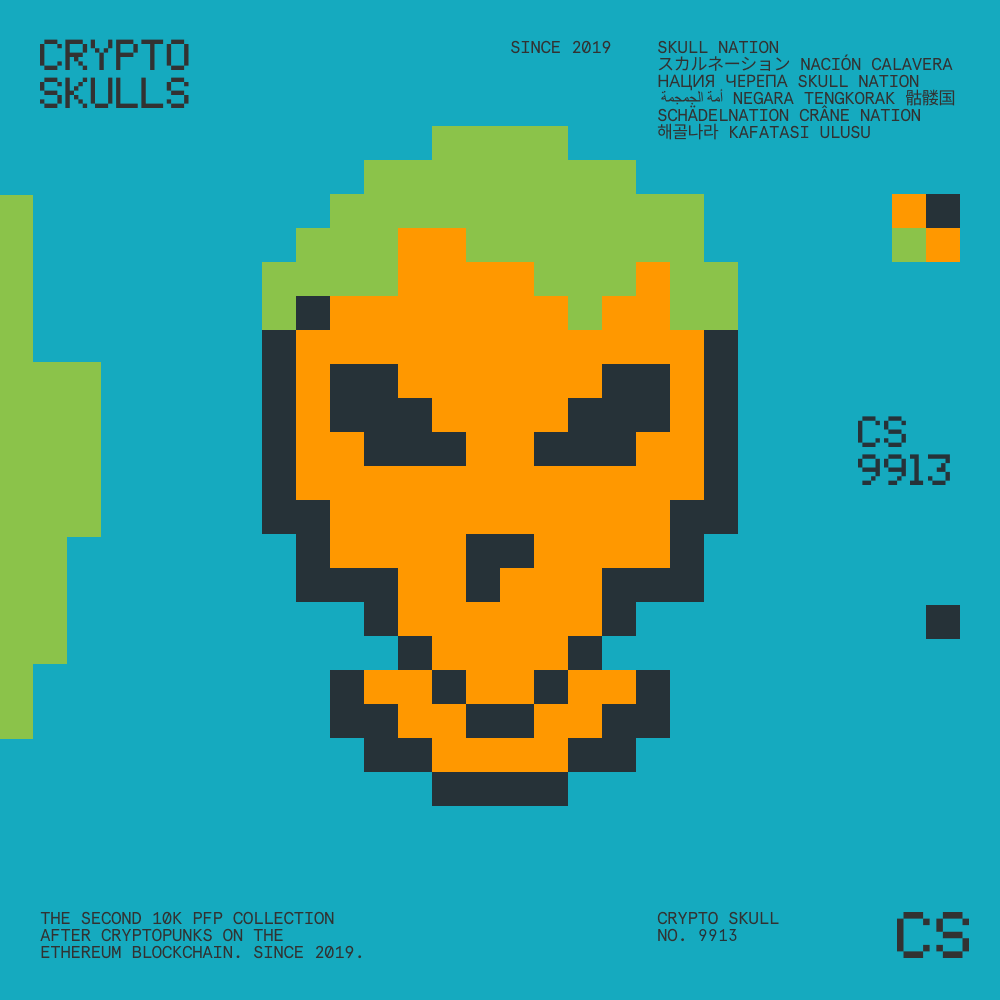 CRYPTO
SKULLS
SINCE 2019
SKULL NATION
スカルネーション NACIÓN CALAVERA
НАЦИЯ ЧЕРЕПА SKULL NATION
أمة الجمجمة NEGARA TENGKORAK 骷髅国
SCHÄDELNATION CRÂNE NATION
해골나라 KAFATASI ULUSU
CS
9913
THE SECOND 10K PFP COLLECTION
AFTER CRYPTOPUNKS ON THE
ETHEREUM BLOCKCHAIN. SINCE 2019.
CRYPTO SKULL
NO. 9913
CS